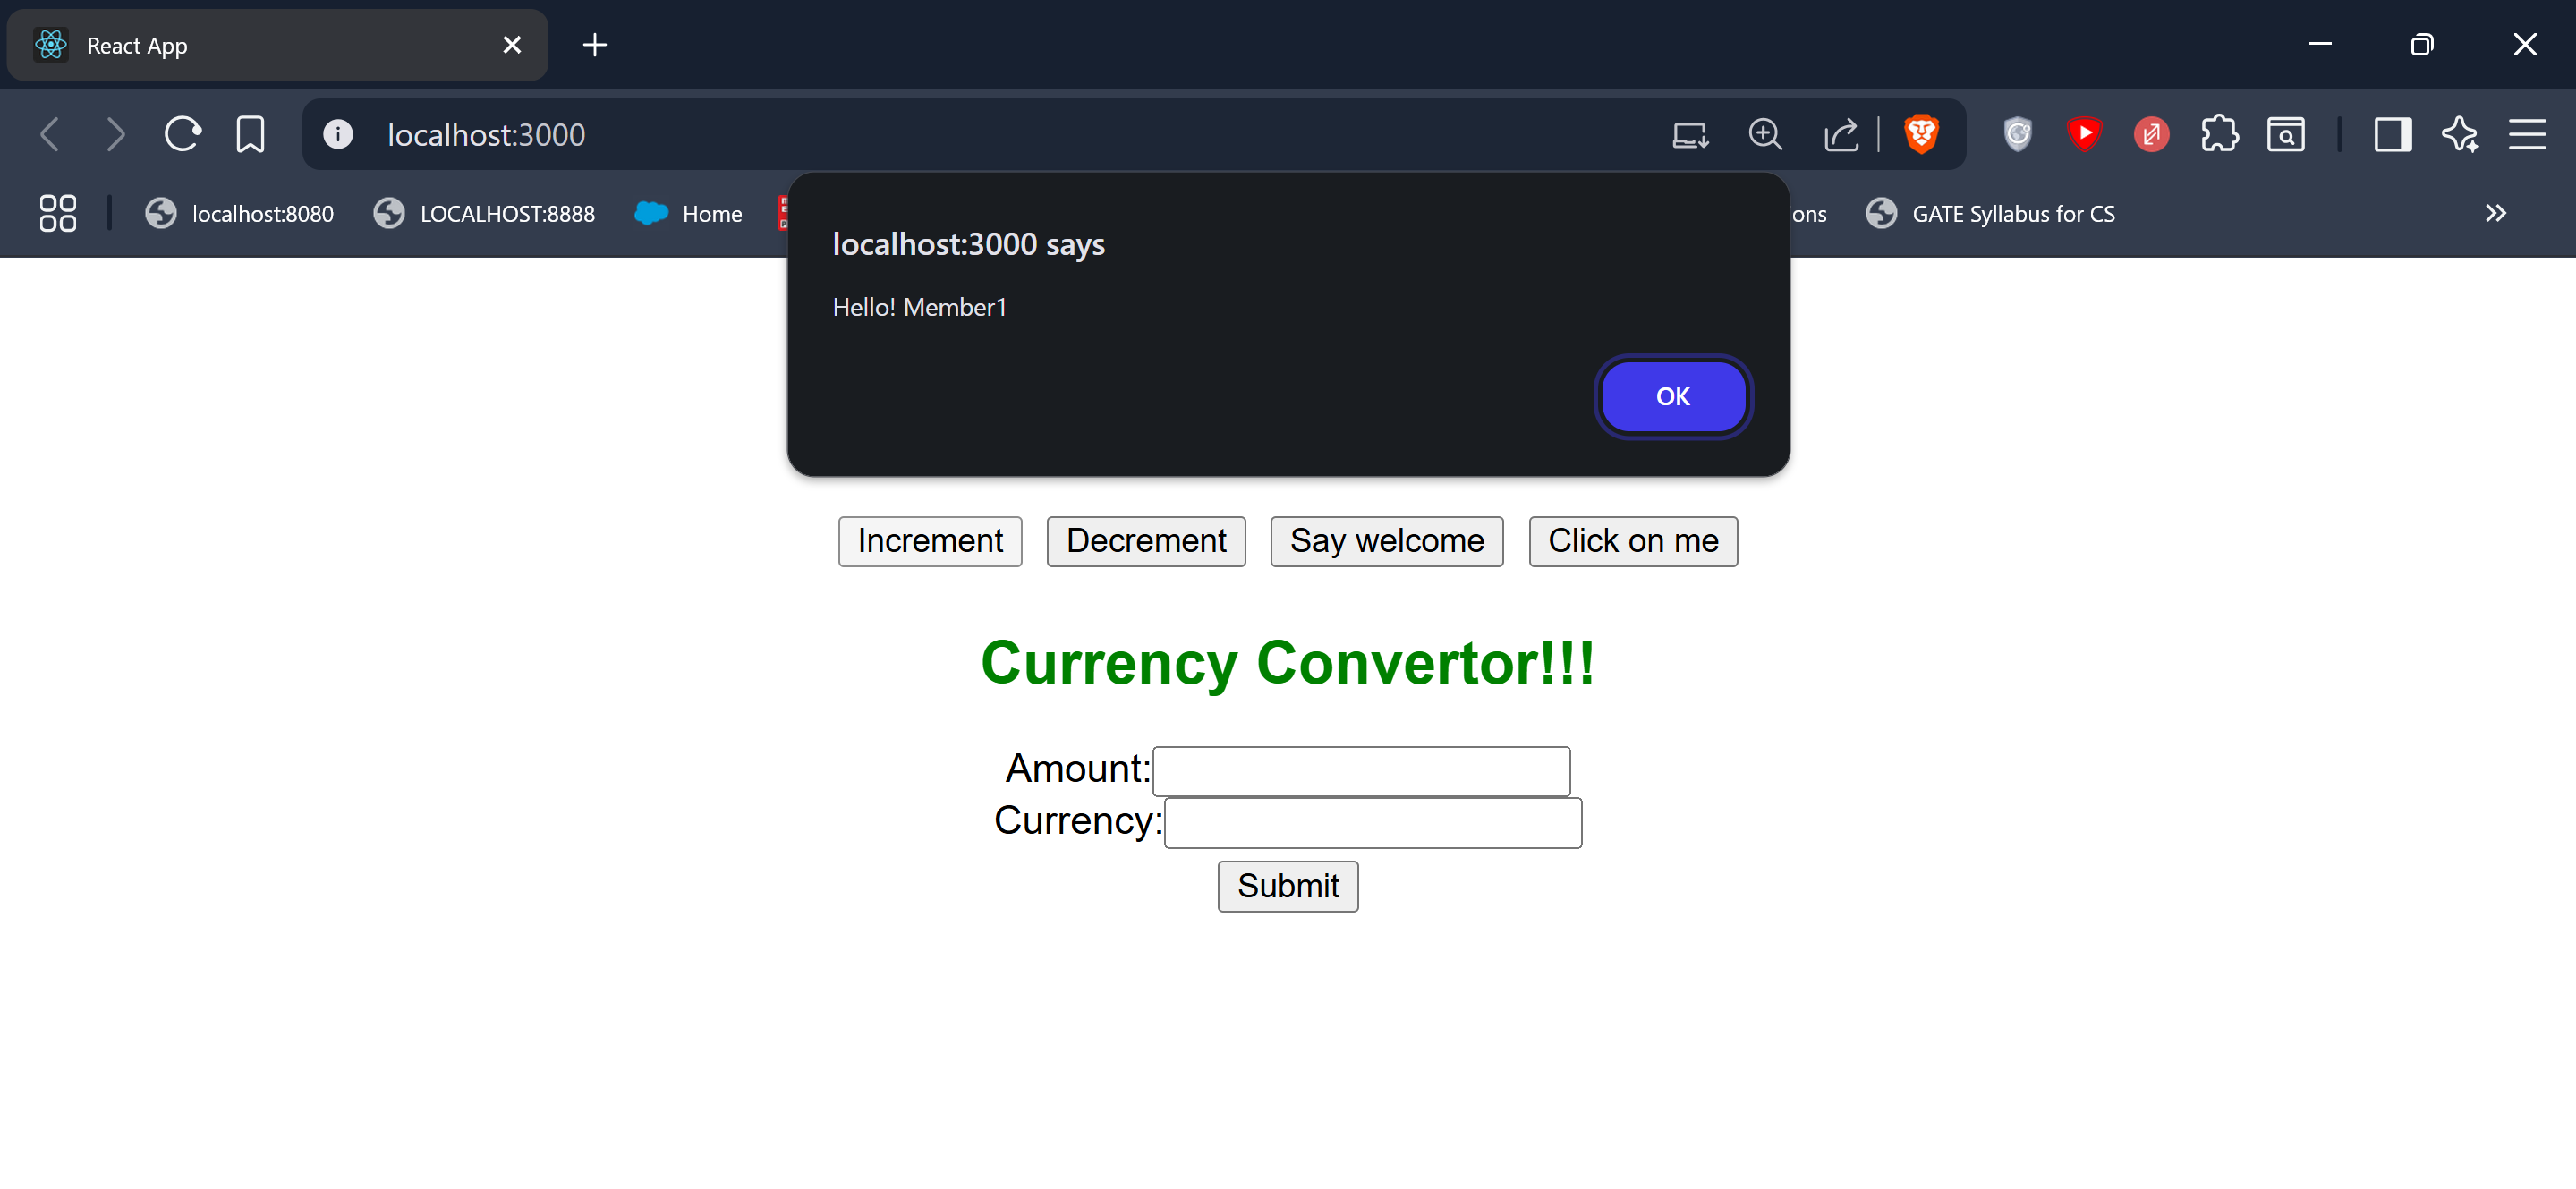 React App
localhost:3000
localhost:8080 LOCALHOST:8888 Home ions GATE Syllabus for CS
localhost:3000 says
Hello! Member1
OK
Increment Decrement Say welcome Click on me
Currency Convertor!!!
Amount:
Currency:
Submit